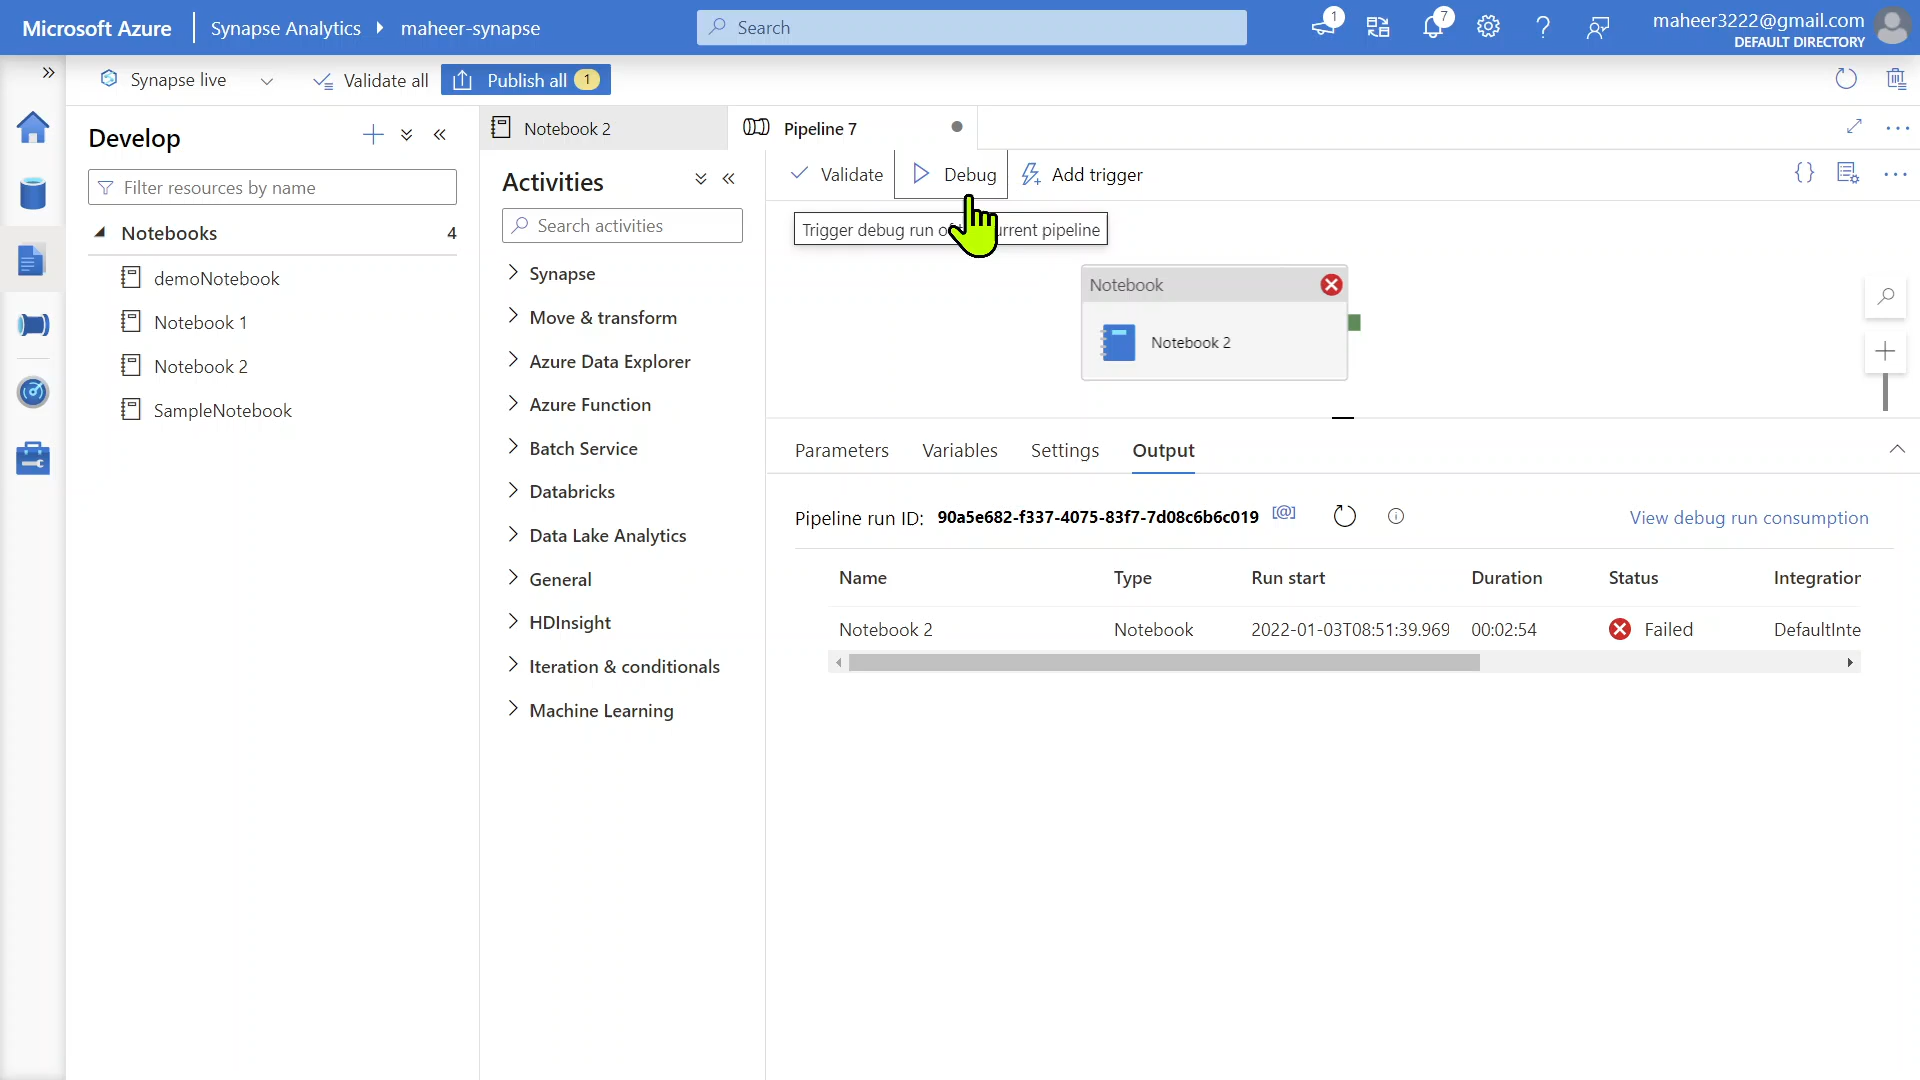 Microsoft Azure
Synapse Analytics
maheer-synapse
Search
1
7
maheer3222@gmail.com
DEFAULT DIRECTORY
Synapse live
Validate all
Publish all
1
Develop
Filter resources by name
Notebooks
4
demoNotebook
Notebook 1
Notebook 2
SampleNotebook
Notebook 2
Pipeline 7
Activities
Search activities
Synapse
Move & transform
Azure Data Explorer
Azure Function
Batch Service
Databricks
Data Lake Analytics
General
HDInsight
Iteration & conditionals
Machine Learning
Validate
Debug
Add trigger
Trigger debug run of urrent pipeline
Notebook
Notebook 2
Parameters
Variables
Settings
Output
Pipeline run ID: 90a5e682-f337-4075-83f7-7d08c6b6c019
View debug run consumption
Name Type Run start Duration Status Integration
Notebook 2 Notebook 2022-01-03T08:51:39.969 00:02:54 Failed DefaultInte